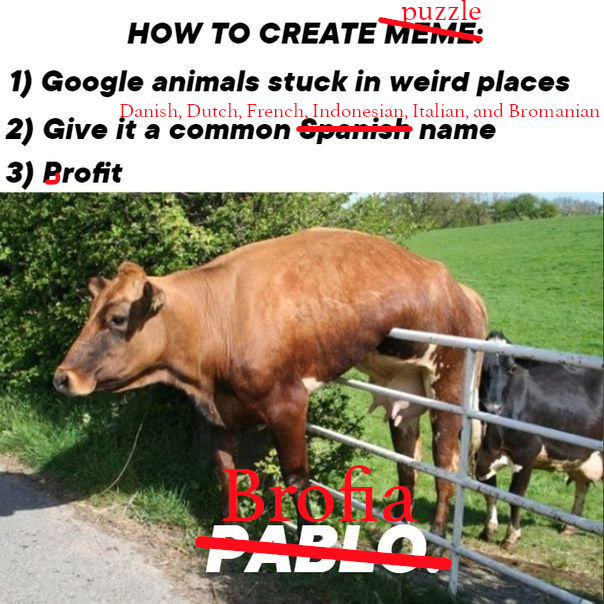 puzzle
HOW TO CREATE MEME:
1) Google animals stuck in weird places
Danish, Dutch, French, Indonesian, Italian, and Bromanian
2) Give it a common Spanish name
3) Brofit
Brofia
PABLO.